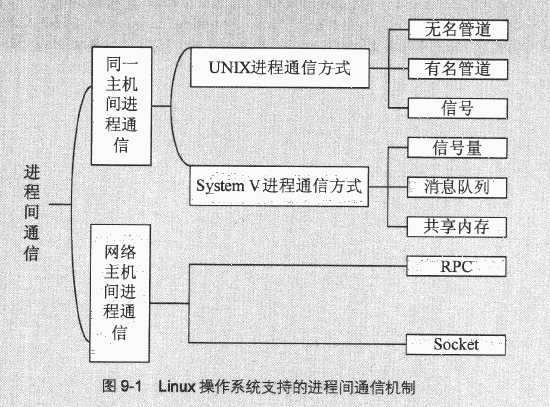 进
程
间
通
信
同一
主机
间进
程通
信
UNIX进程通信方式
无名管道
有名管道
信号
System V进程通信方式
信号量
消息队列
共享内存
网络
主机
间进
程通
信
RPC
Socket
图 9-1 Linux 操作系统支持的进程间通信机制